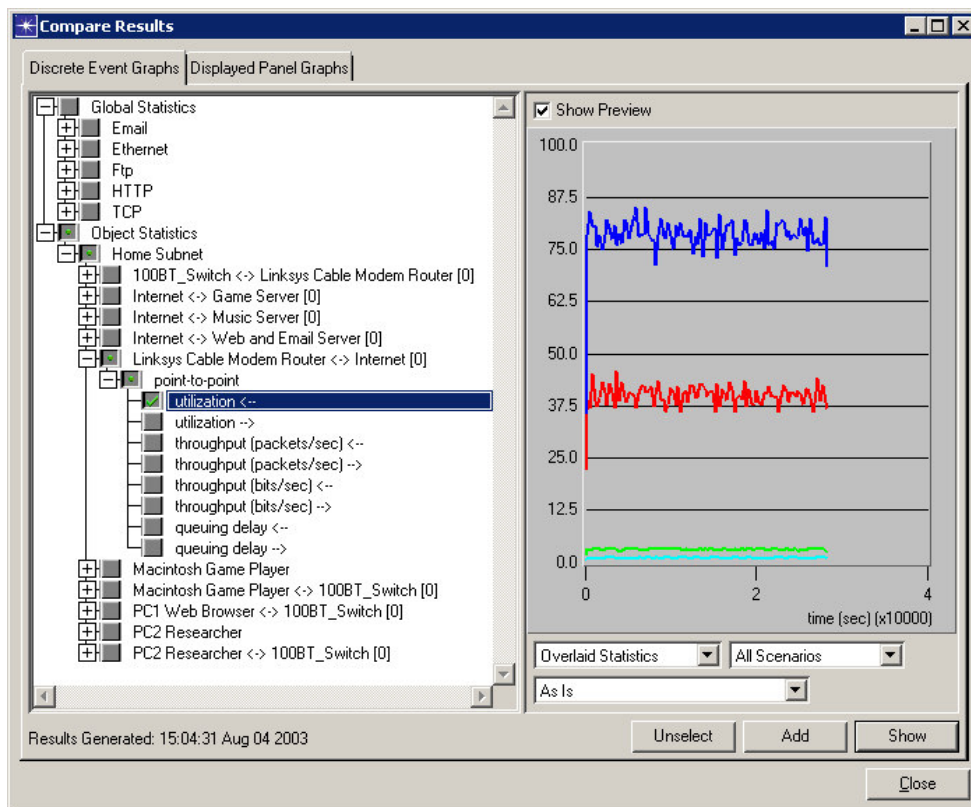 Compare Results
Discrete Event Graphs
Displayed Panel Graphs
Global Statistics
Email
Ethernet
Ftp
HTTP
TCP
Object Statistics
Home Subnet
100BT_Switch <-> Linksys Cable Modem Router [0]
Internet <-> Game Server [0]
Internet <-> Music Server [0]
Internet <-> Web and Email Server [0]
Linksys Cable Modem Router <-> Internet [0]
point-to-point
utilization <--
utilization -->
throughput (packets/sec) <--
throughput (packets/sec) -->
throughput (bits/sec) <--
throughput (bits/sec) -->
queuing delay <--
queuing delay -->
Macintosh Game Player
Macintosh Game Player <-> 100BT_Switch [0]
PC1 Web Browser <-> 100BT_Switch [0]
PC2 Researcher
PC2 Researcher <-> 100BT_Switch [0]
Show Preview
100.0
87.5
75.0
62.5
50.0
37.5
25.0
12.5
0.0
0 2 4
time (sec) (x10000)
Overlaid Statistics
All Scenarios
As Is
Results Generated: 15:04:31 Aug 04 2003
Unselect
Add
Show
Close